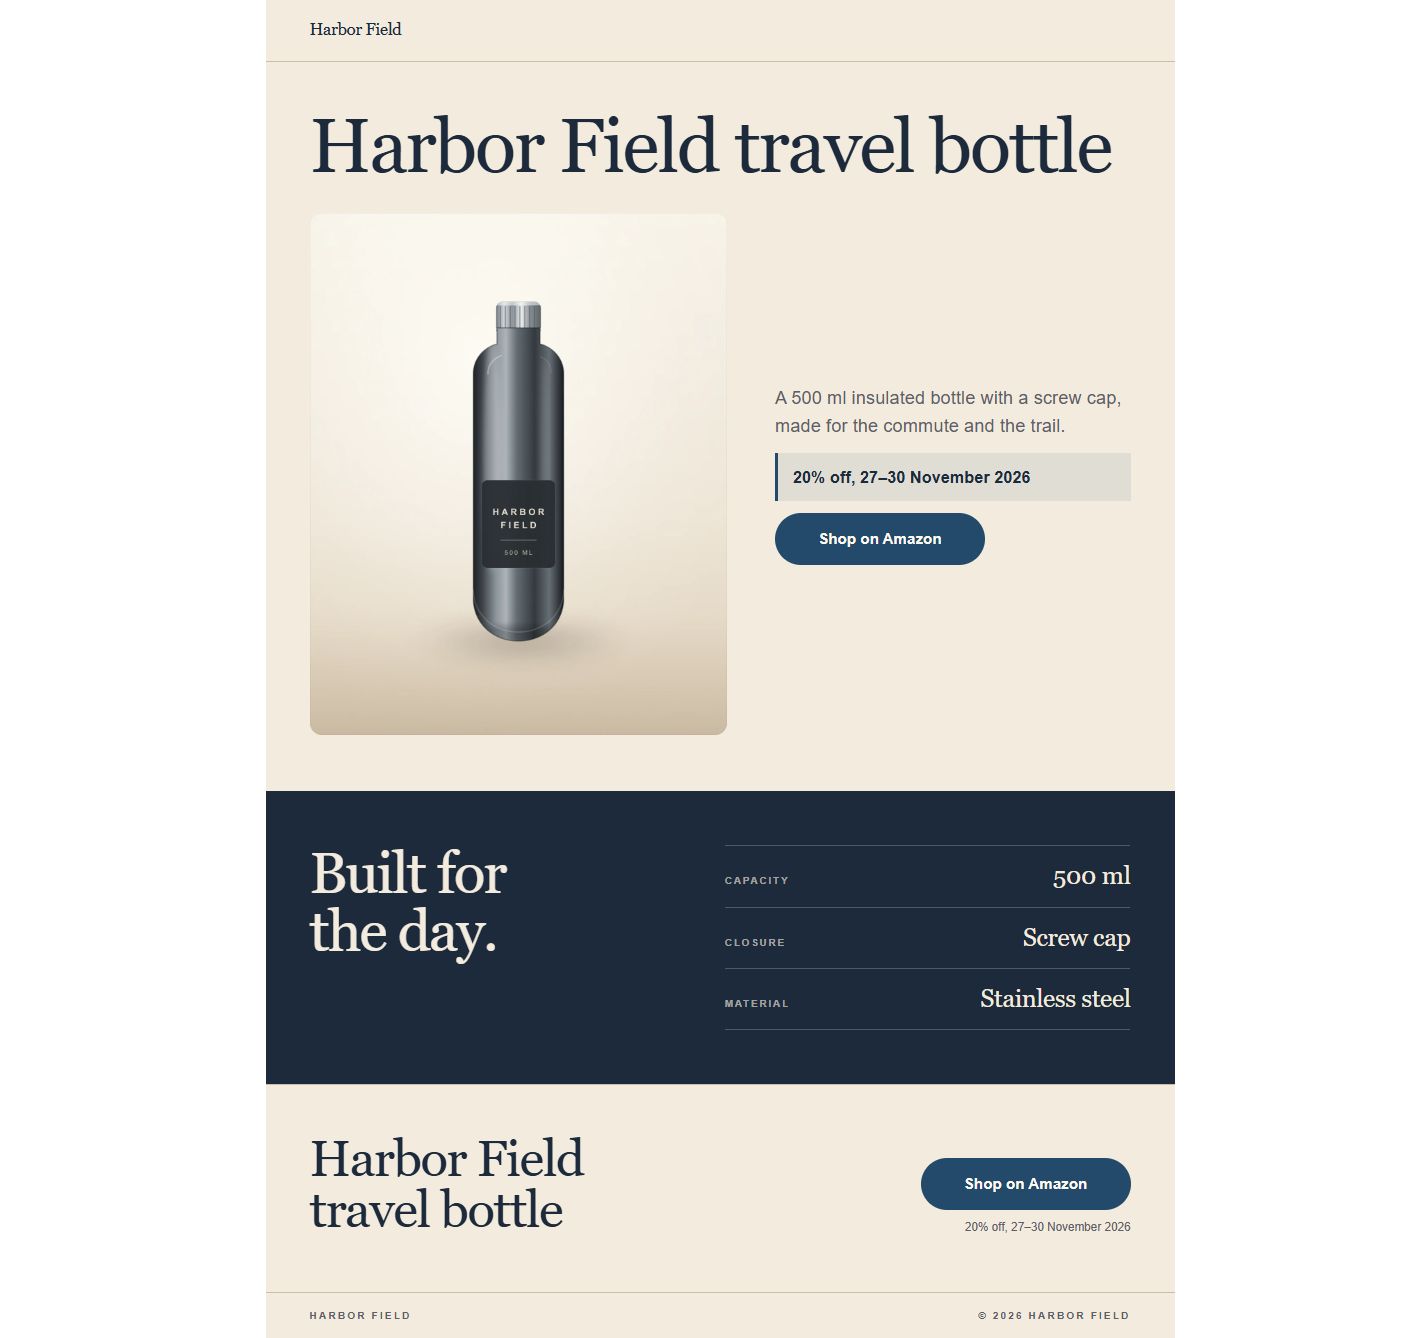 Harbor Field
Harbor Field travel bottle
HARBOR
FIELD
500 ML
A 500 ml insulated bottle with a screw cap,
made for the commute and the trail.
20% off, 27–30 November 2026
Shop on Amazon
Built for
the day.
CAPACITY 500 ml
CLOSURE Screw cap
MATERIAL Stainless steel
Harbor Field
travel bottle
Shop on Amazon
20% off, 27–30 November 2026
HARBOR FIELD
© 2026 HARBOR FIELD